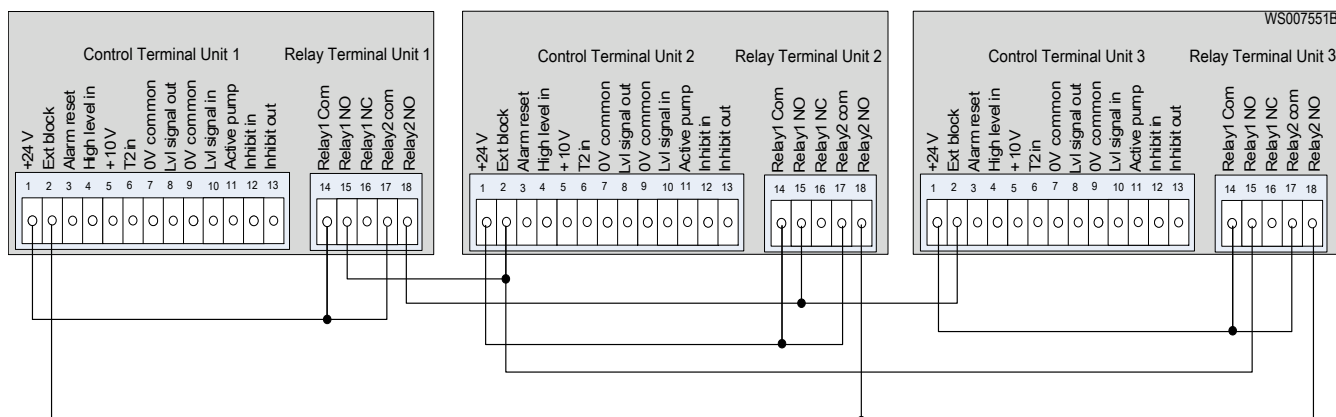 WS007551B
Control Terminal Unit 1
Relay Terminal Unit 1
+24 V
Ext block
Alarm reset
High level in
+ 10 V
T2 in
0V common
Lvl signal out
0V common
Lvl signal in
Active pump
Inhibit in
Inhibit out
Relay1 Com
Relay1 NO
Relay1 NC
Relay2 com
Relay2 NO
1 2 3 4 5 6 7 8 9 10 11 12 13
14 15 16 17 18
Control Terminal Unit 2
Relay Terminal Unit 2
+24 V
Ext block
Alarm reset
High level in
+ 10 V
T2 in
0V common
Lvl signal out
0V common
Lvl signal in
Active pump
Inhibit in
Inhibit out
Relay1 Com
Relay1 NO
Relay1 NC
Relay2 com
Relay2 NO
1 2 3 4 5 6 7 8 9 10 11 12 13
14 15 16 17 18
Control Terminal Unit 3
Relay Terminal Unit 3
+24 V
Ext block
Alarm reset
High level in
+ 10 V
T2 in
0V common
Lvl signal out
0V common
Lvl signal in
Active pump
Inhibit in
Inhibit out
Relay1 Com
Relay1 NO
Relay1 NC
Relay2 com
Relay2 NO
1 2 3 4 5 6 7 8 9 10 11 12 13
14 15 16 17 18